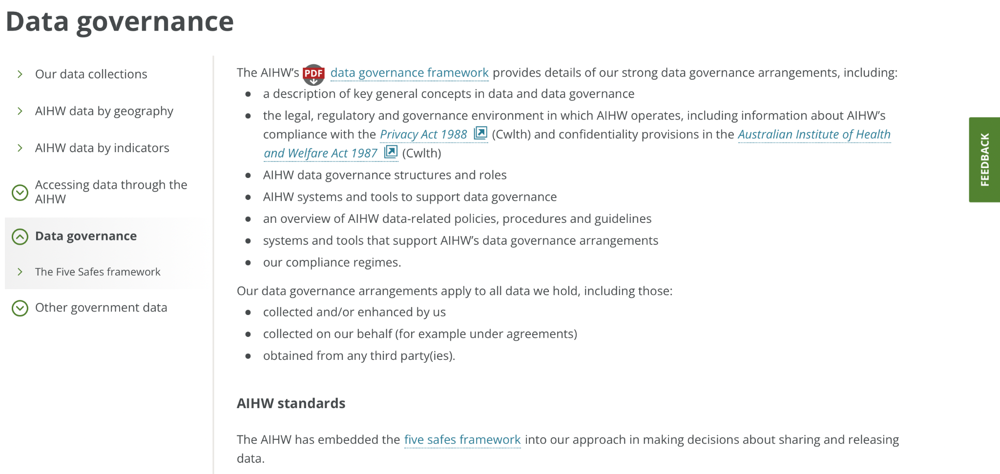 Data governance
Our data collections
AIHW data by geography
AIHW data by indicators
Accessing data through the
AIHW
Data governance
The Five Safes framework
Other government data
The AIHW’s PDF data governance framework provides details of our strong data governance arrangements, including:
● a description of key general concepts in data and data governance
● the legal, regulatory and governance environment in which AIHW operates, including information about AIHW’s
compliance with the Privacy Act 1988 (Cwlth) and confidentiality provisions in the Australian Institute of Health
and Welfare Act 1987 (Cwlth)
● AIHW data governance structures and roles
● AIHW systems and tools to support data governance
● an overview of AIHW data-related policies, procedures and guidelines
● systems and tools that support AIHW’s data governance arrangements
● our compliance regimes.
Our data governance arrangements apply to all data we hold, including those:
● collected and/or enhanced by us
● collected on our behalf (for example under agreements)
● obtained from any third party(ies).
AIHW standards
The AIHW has embedded the five safes framework into our approach in making decisions about sharing and releasing
data.
FEEDBACK